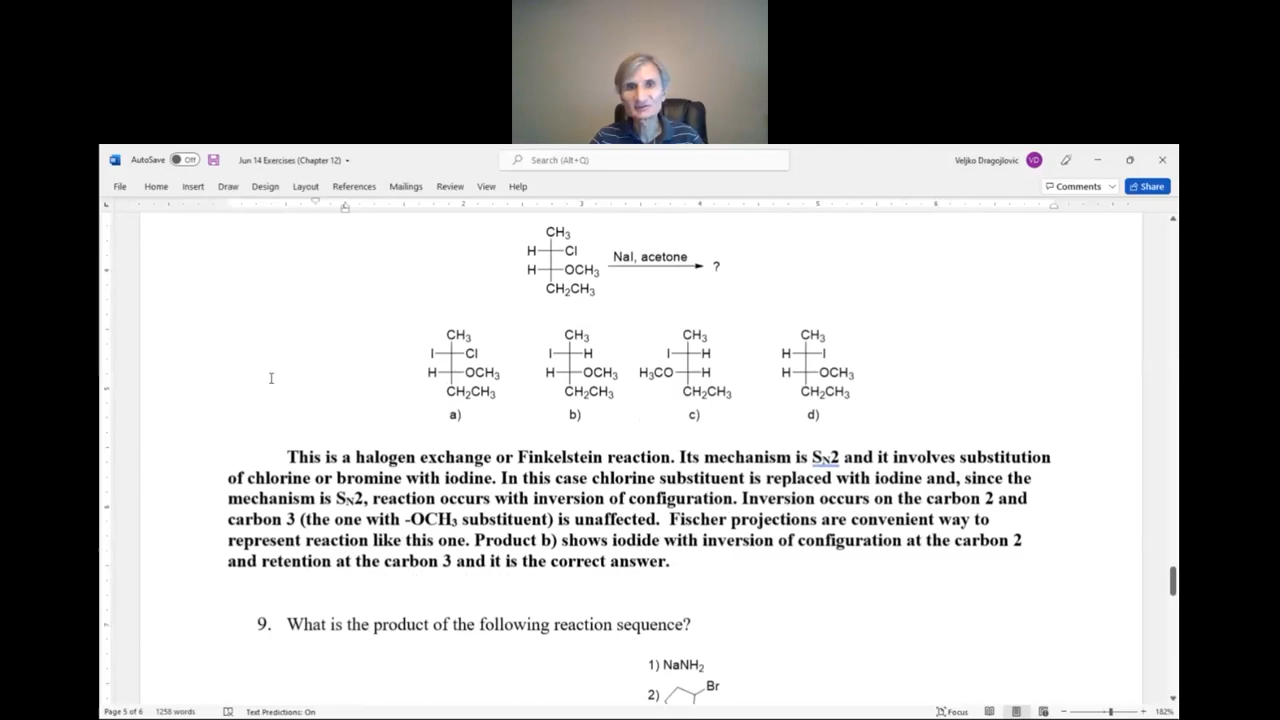 AutoSave Off Jun 14 Exercises (Chapter 12) Search (Alt+Q) Veljko Dragojlovic VD
File Home Insert Draw Design Layout References Mailings Review View Help Comments Share
2 3 4 5 6
CH3
H Cl
H OCH3
CH2CH3
NaI, acetone
?
CH3 CH3 CH3 CH3
I Cl I H I H H I
H OCH3 H OCH3 H3CO H H OCH3
CH2CH3 CH2CH3 CH2CH3 CH2CH3
a) b) c) d)
This is a halogen exchange or Finkelstein reaction. Its mechanism is SN2 and it involves substitution
of chlorine or bromine with iodine. In this case chlorine substituent is replaced with iodine and, since the
mechanism is SN2, reaction occurs with inversion of configuration. Inversion occurs on the carbon 2 and
carbon 3 (the one with -OCH3 substituent) is unaffected. Fischer projections are convenient way to
represent reaction like this one. Product b) shows iodide with inversion of configuration at the carbon 2
and retention at the carbon 3 and it is the correct answer.
9. What is the product of the following reaction sequence?
1) NaNH2
2) Br
Page 5 of 6 1258 words Text Predictions: On Focus 182%